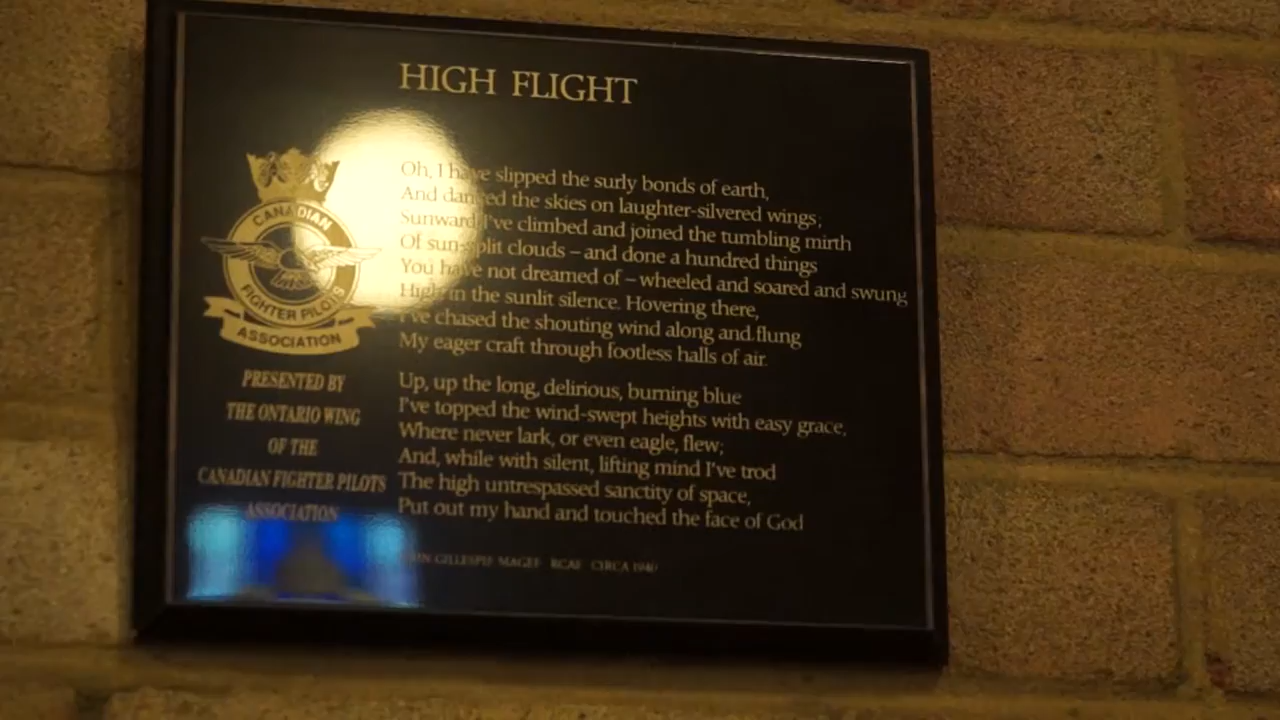 HIGH FLIGHT
Oh, I have slipped the surly bonds of earth,
And danced the skies on laughter-silvered wings;
Sunward I've climbed and joined the tumbling mirth
Of sun-split clouds – and done a hundred things
You have not dreamed of – wheeled and soared and swung
High in the sunlit silence. Hovering there,
I've chased the shouting wind along and flung
My eager craft through footless halls of air.
Up, up the long, delirious, burning blue
I've topped the wind-swept heights with easy grace,
Where never lark, or even eagle, flew;
And, while with silent, lifting mind I've trod
The high untrespassed sanctity of space,
Put out my hand and touched the face of God
GILLESPIE MAGEE RCAF CIRCA 1940
CANADIAN
FIGHTER PILOTS
ASSOCIATION
PRESENTED BY
THE ONTARIO WING
OF THE
CANADIAN FIGHTER PILOTS
ASSOCIATION